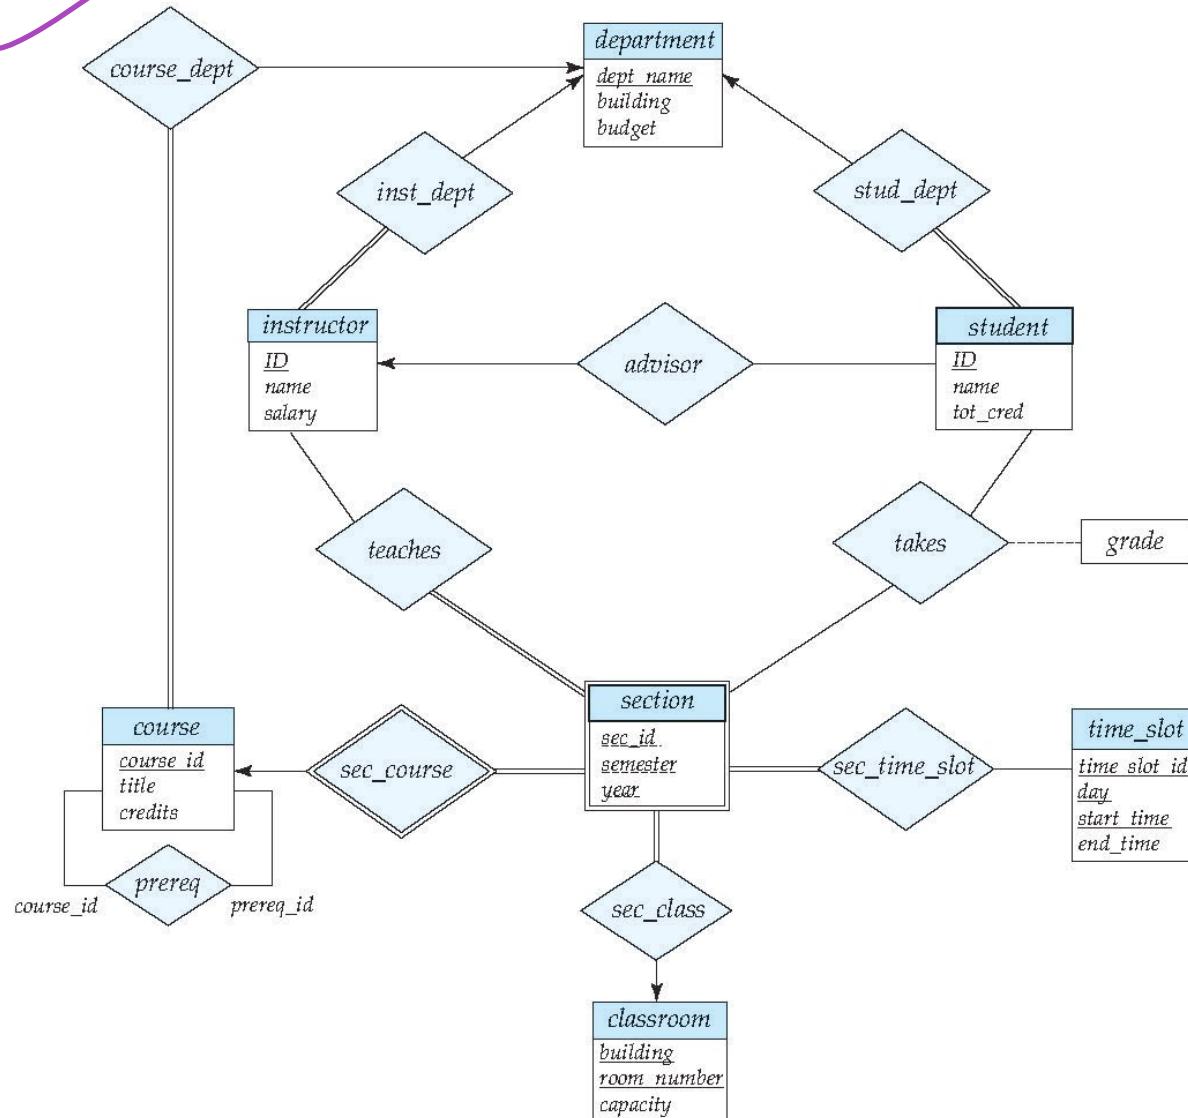 course_dept
department
dept_name
building
budget
inst_dept
stud_dept
instructor
ID
name
salary
advisor
student
ID
name
tot_cred
teaches
takes
grade
course
course_id
title
credits
sec_course
section
sec_id
semester
year
sec_time_slot
time_slot
time_slot_id
day
start_time
end_time
prereq
course_id
prereq_id
sec_class
classroom
building
room_number
capacity